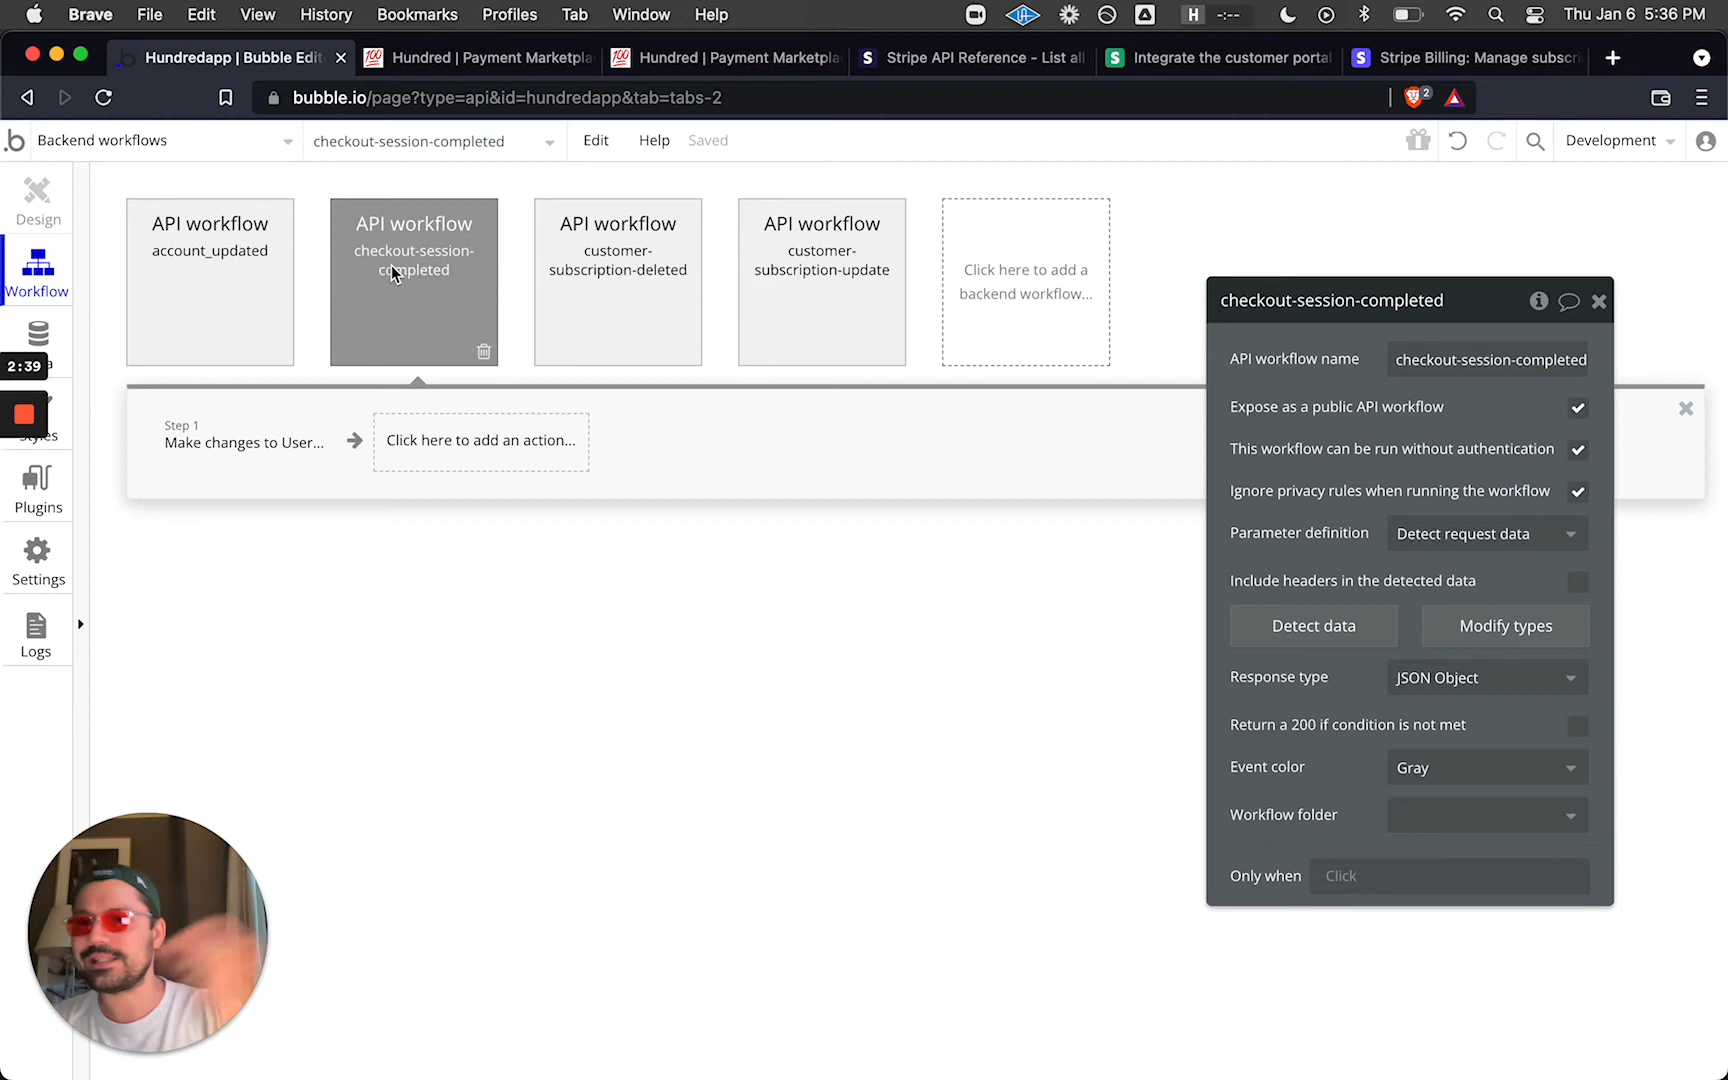 Brave File Edit View History Bookmarks Profiles Tab Window Help
H -:-- Thu Jan 6 5:36 PM
Hundredapp | Bubble Edit
Hundred | Payment Marketpla
Hundred | Payment Marketpla
Stripe API Reference - List all
Integrate the customer portal
Stripe Billing: Manage subscri
bubble.io/page?type=api&id=hundredapp&tab=tabs-2
2
Backend workflows
checkout-session-completed
Edit
Help
Saved
Development
Design
Workflow
2:39
Styles
Plugins
Settings
Logs
API workflow
account_updated
API workflow
checkout-session-
completed
API workflow
customer-
subscription-deleted
API workflow
customer-
subscription-update
Click here to add a
backend workflow...
Step 1
Make changes to User...
Click here to add an action...
checkout-session-completed
API workflow name checkout-session-completed
Expose as a public API workflow
This workflow can be run without authentication
Ignore privacy rules when running the workflow
Parameter definition Detect request data
Include headers in the detected data
Detect data Modify types
Response type JSON Object
Return a 200 if condition is not met
Event color Gray
Workflow folder
Only when Click